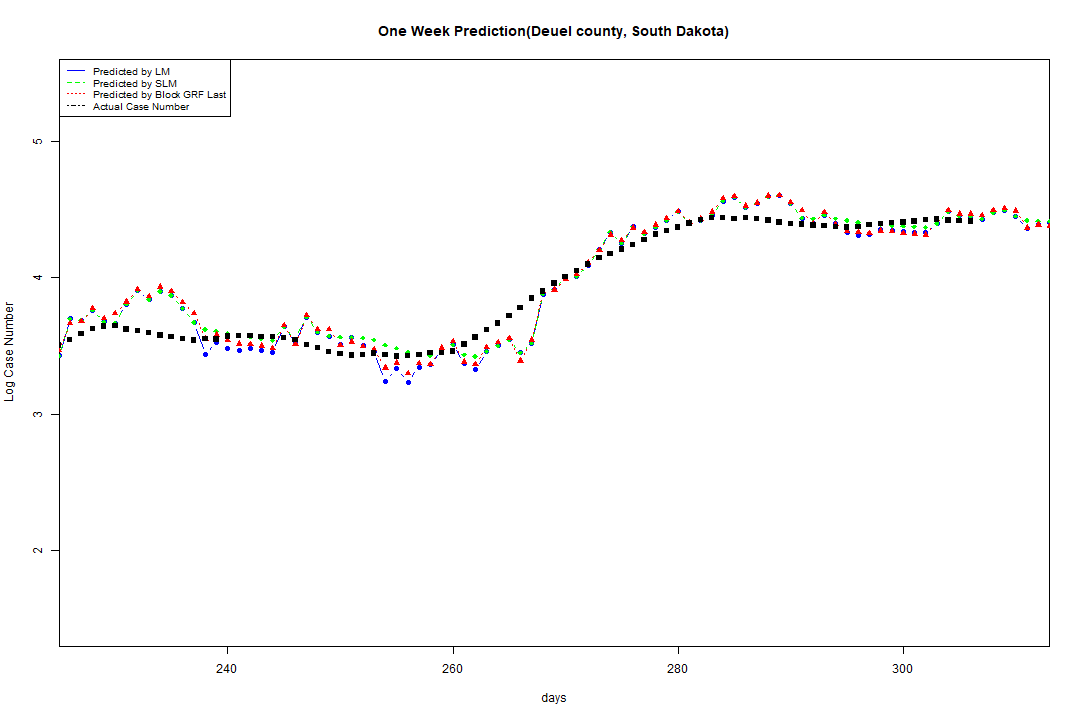 One Week Prediction(Deuel county, South Dakota)
Predicted by LM
Predicted by SLM
Predicted by Block GRF Last
Actual Case Number
5
4
3
2
Log Case Number
240 260 280 300
days